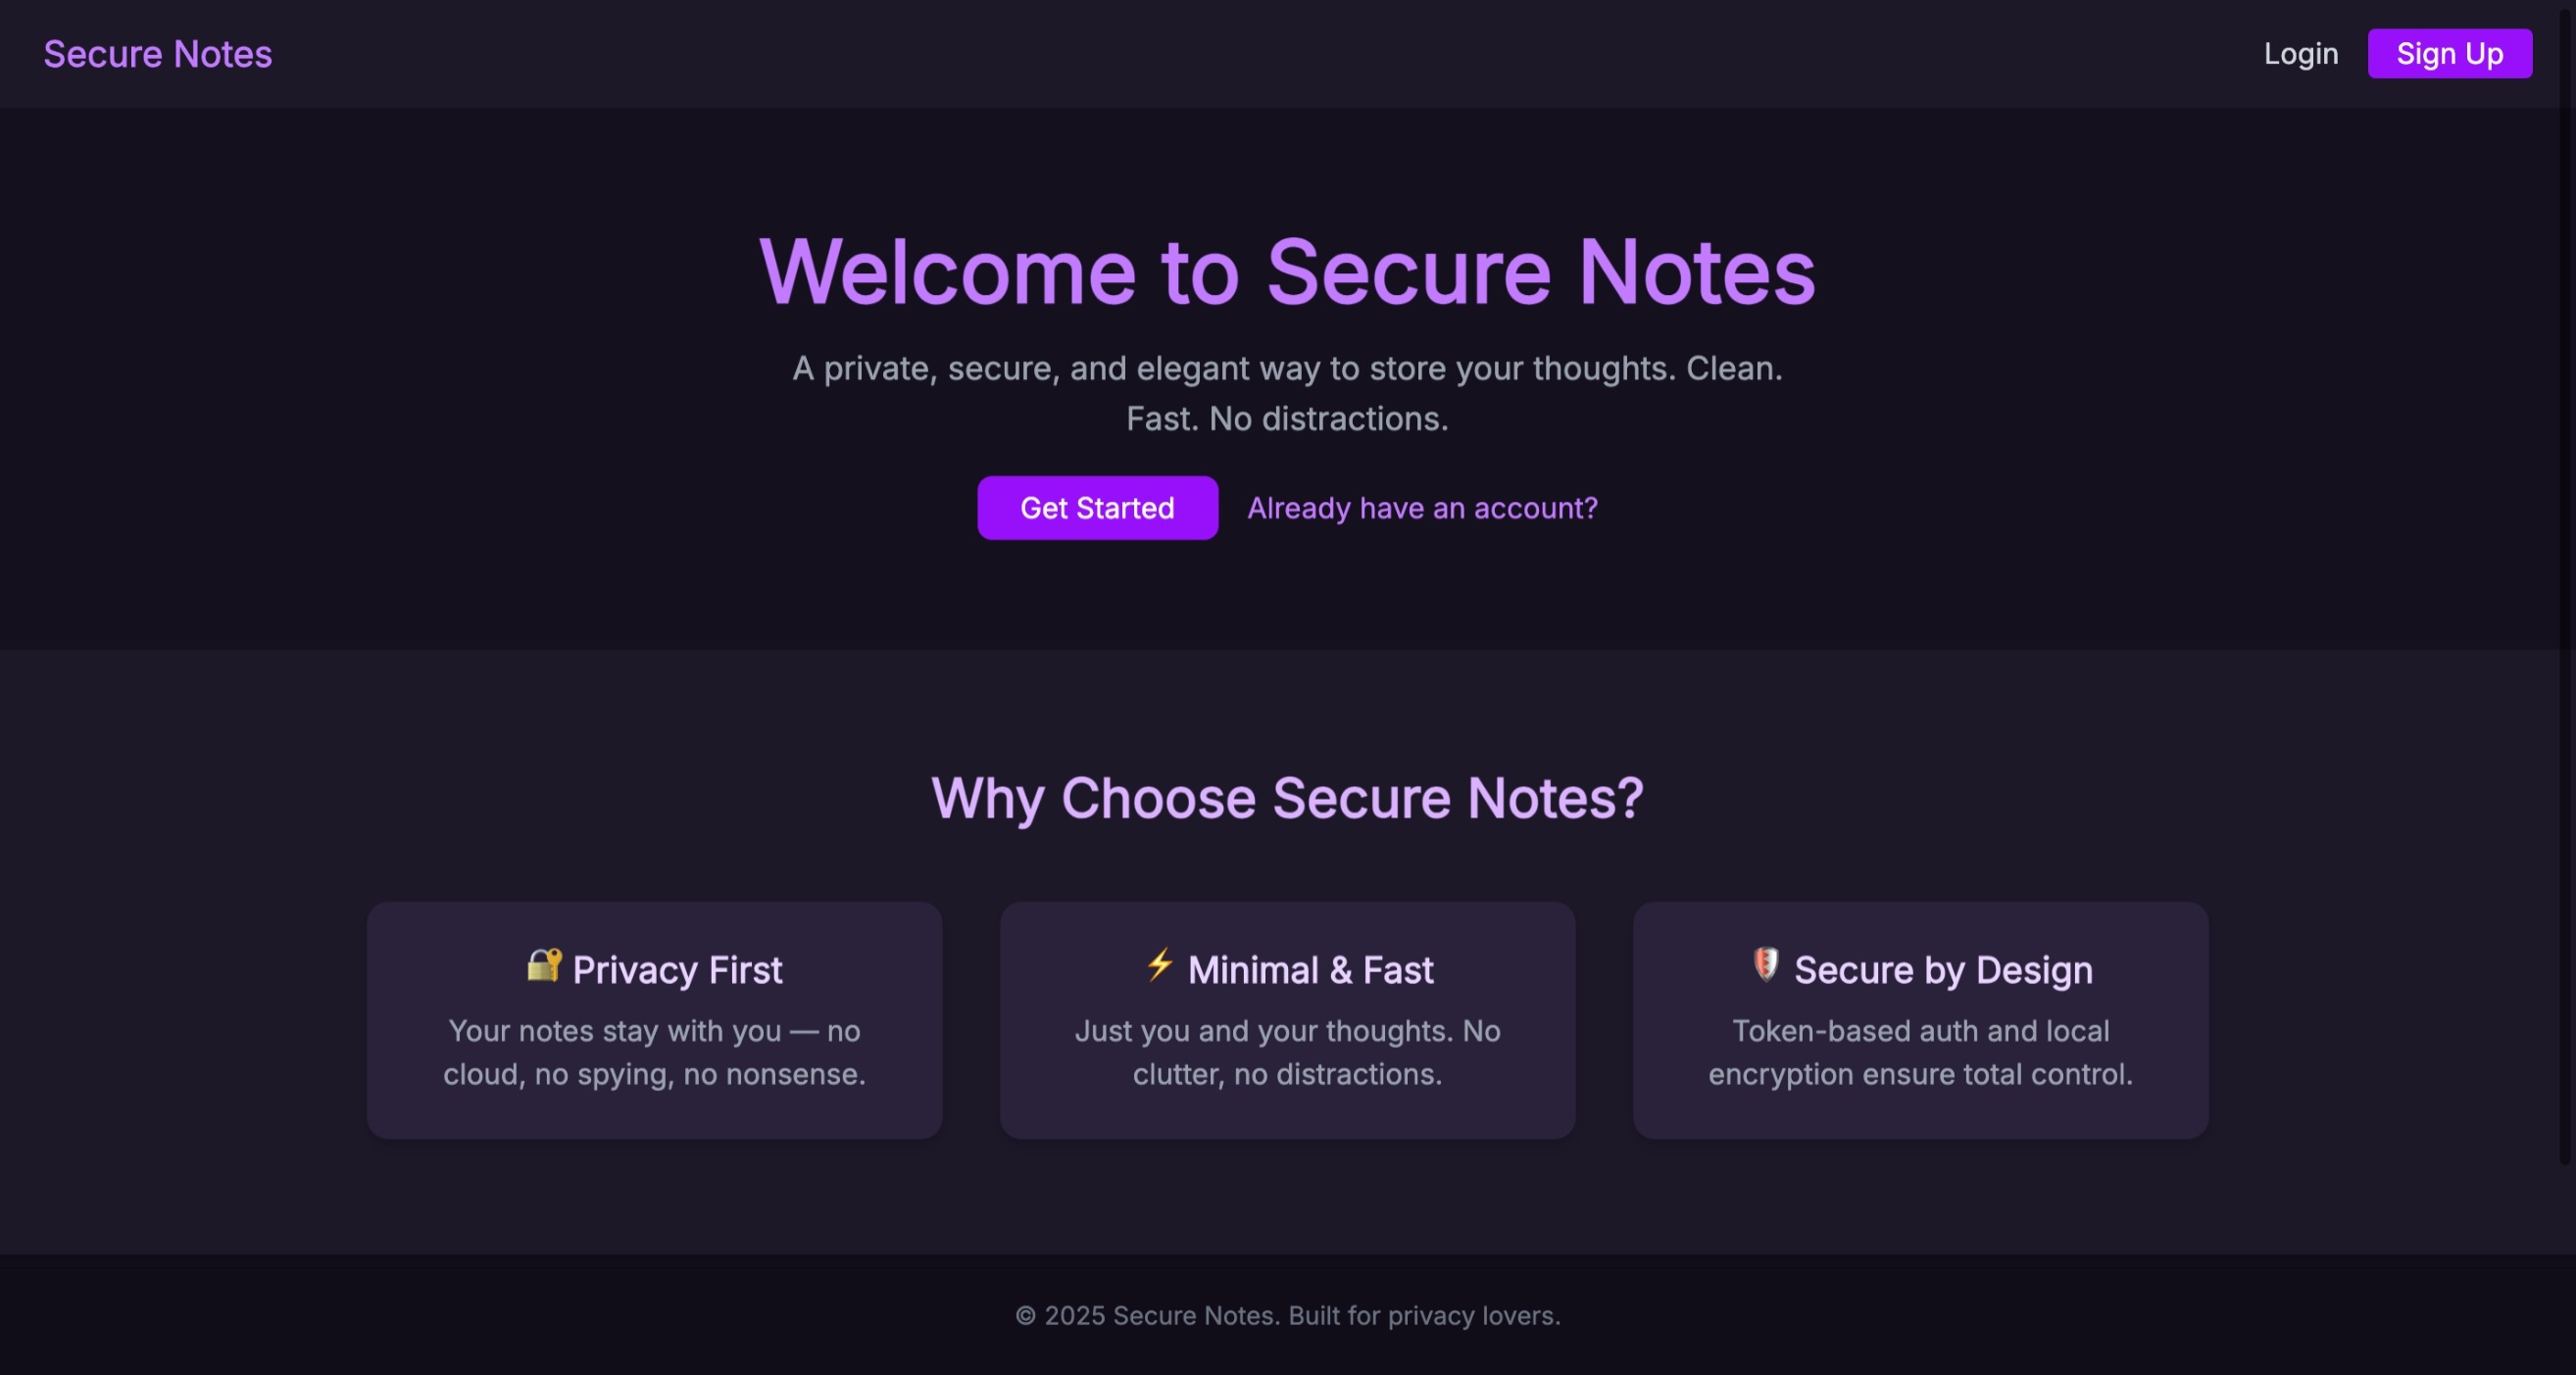 Secure Notes
Login
Sign Up
Welcome to Secure Notes
A private, secure, and elegant way to store your thoughts. Clean.
Fast. No distractions.
Get Started
Already have an account?
Why Choose Secure Notes?
🔐 Privacy First
Your notes stay with you — no
cloud, no spying, no nonsense.
⚡ Minimal & Fast
Just you and your thoughts. No
clutter, no distractions.
🛡 Secure by Design
Token-based auth and local
encryption ensure total control.
© 2025 Secure Notes. Built for privacy lovers.